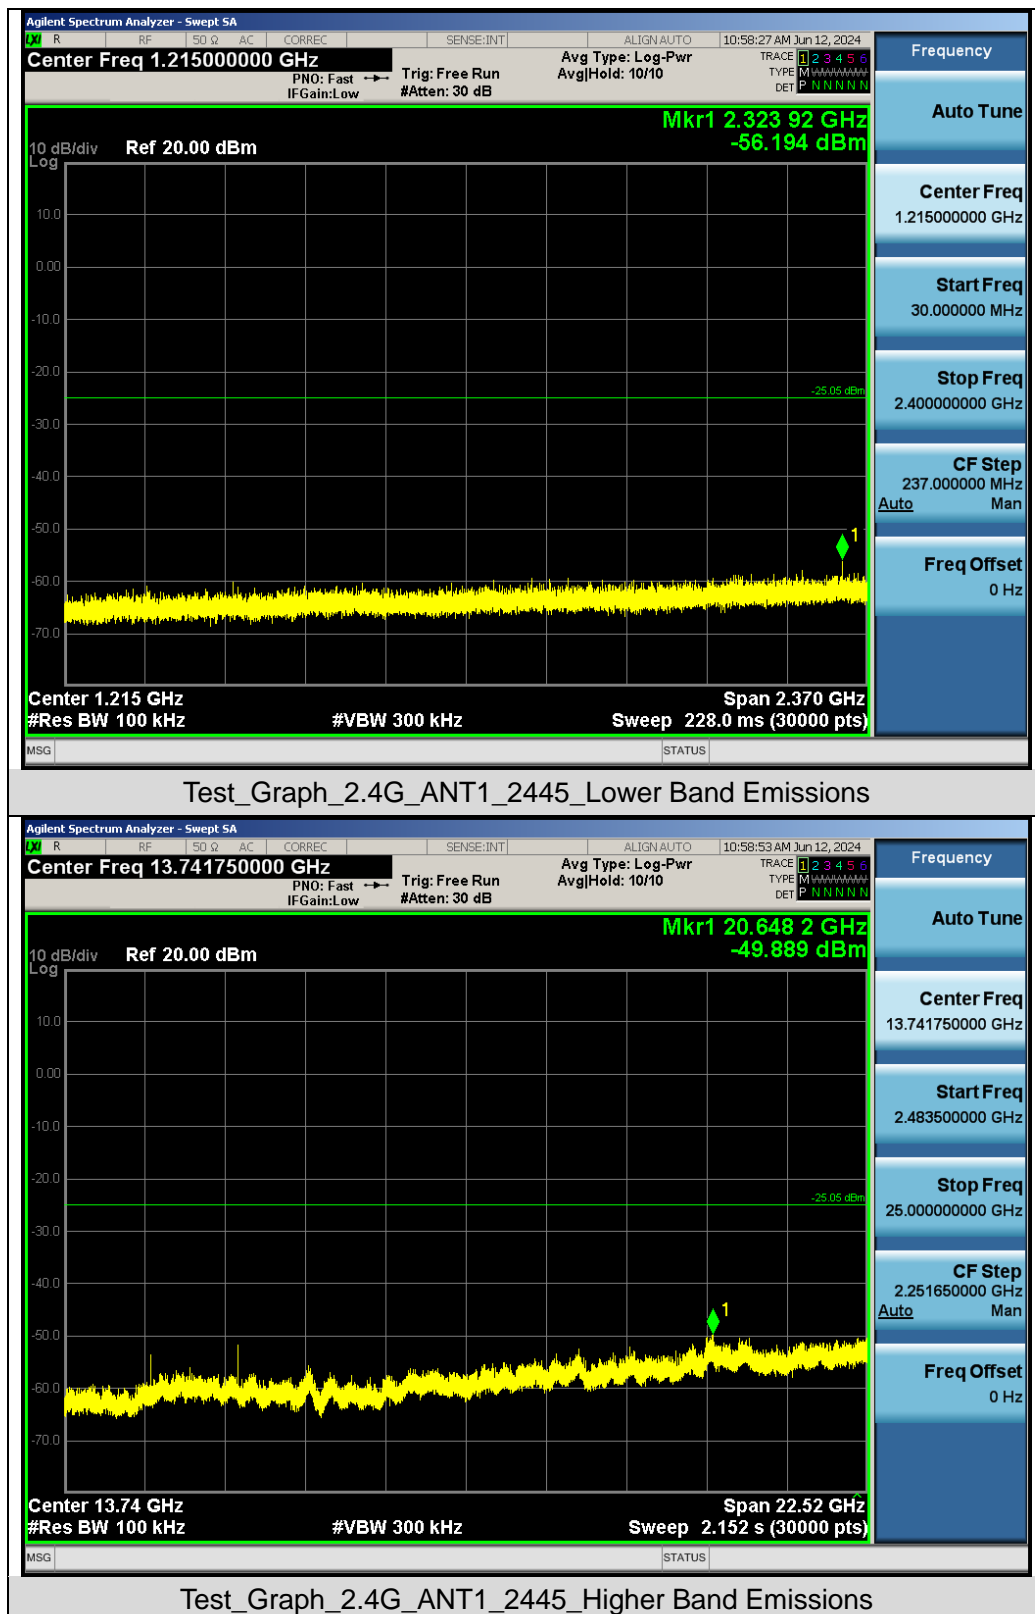 Agilent Spectrum Analyzer - Swept SA
LXI R RF 50 Ω AC CORREC SENSE:INT ALIGN AUTO 10:58:27 AM Jun 12, 2024
Center Freq 1.215000000 GHz
PNO: Fast
IFGain:Low
Trig: Free Run
#Atten: 30 dB
Avg Type: Log-Pwr
Avg|Hold: 10/10
TRACE 1 2 3 4 5 6
TYPE M
DET P N N N N N
Mkr1 2.323 92 GHz
-56.194 dBm
10 dB/div
Log
Ref 20.00 dBm
10.0
0.00
-10.0
-20.0
-25.05 dBm
-30.0
-40.0
-50.0
1
-60.0
-70.0
Center 1.215 GHz
Span 2.370 GHz
#Res BW 100 kHz
#VBW 300 kHz
Sweep 228.0 ms (30000 pts)
MSG
STATUS
Frequency
Auto Tune
Center Freq
1.215000000 GHz
Start Freq
30.000000 MHz
Stop Freq
2.400000000 GHz
CF Step
237.000000 MHz
Auto Man
Freq Offset
0 Hz
Test_Graph_2.4G_ANT1_2445_Lower Band Emissions
Agilent Spectrum Analyzer - Swept SA
LXI R RF 50 Ω AC CORREC SENSE:INT ALIGN AUTO 10:58:53 AM Jun 12, 2024
Center Freq 13.741750000 GHz
PNO: Fast
IFGain:Low
Trig: Free Run
#Atten: 30 dB
Avg Type: Log-Pwr
Avg|Hold: 10/10
TRACE 1 2 3 4 5 6
TYPE M
DET P N N N N N
Mkr1 20.648 2 GHz
-49.889 dBm
10 dB/div
Log
Ref 20.00 dBm
10.0
0.00
-10.0
-20.0
-25.05 dBm
-30.0
-40.0
-50.0
1
-60.0
-70.0
Center 13.74 GHz
Span 22.52 GHz
#Res BW 100 kHz
#VBW 300 kHz
Sweep 2.152 s (30000 pts)
MSG
STATUS
Frequency
Auto Tune
Center Freq
13.741750000 GHz
Start Freq
2.483500000 GHz
Stop Freq
25.000000000 GHz
CF Step
2.251650000 GHz
Auto Man
Freq Offset
0 Hz
Test_Graph_2.4G_ANT1_2445_Higher Band Emissions